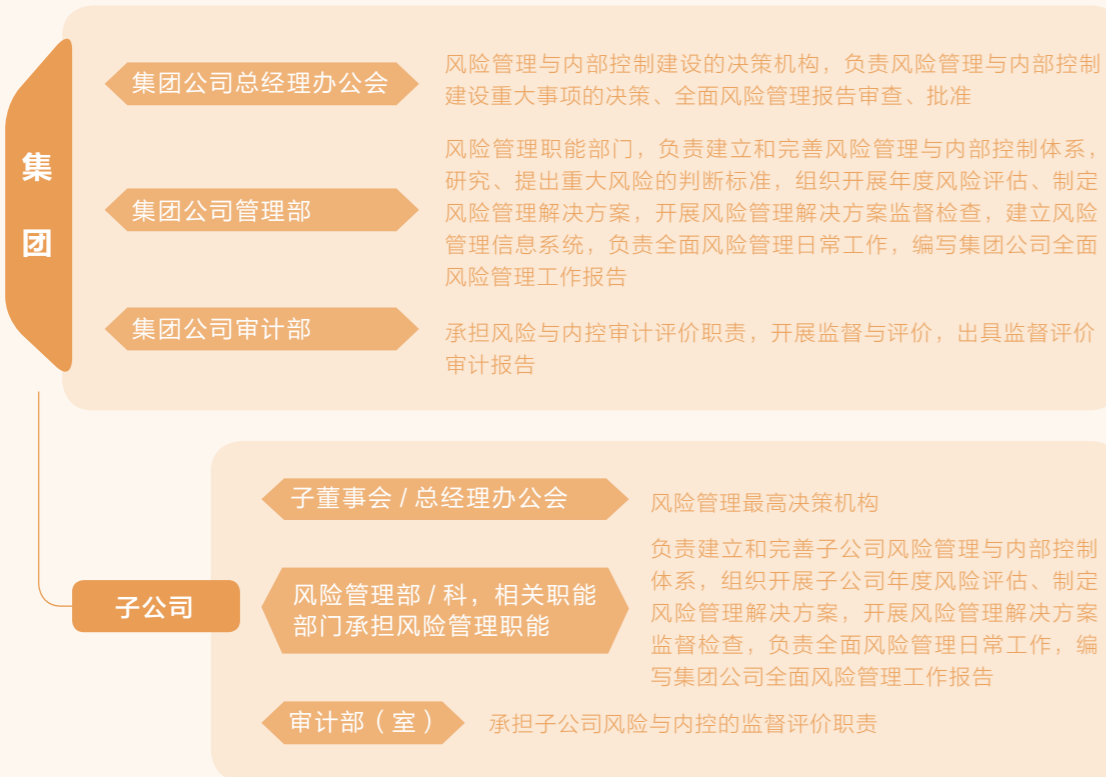 集团
集团公司总经理办公会
风险管理与内部控制建设的决策机构，负责风险管理与内部控制
建设重大事项的决策、全面风险管理报告审查、批准
集团公司管理部
风险管理职能部门，负责建立和完善风险管理与内部控制体系，
研究、提出重大风险的判断标准，组织开展年度风险评估、制定
风险管理解决方案，开展风险管理解决方案监督检查，建立风险
管理信息系统，负责全面风险管理日常工作，编写集团公司全面
风险管理工作报告
集团公司审计部
承担风险与内控审计评价职责，开展监督与评价，出具监督评价
审计报告
子公司
子董事会 / 总经理办公会
风险管理最高决策机构
风险管理部 / 科，相关职能
部门承担风险管理职能
负责建立和完善子公司风险管理与内部控制
体系，组织开展子公司年度风险评估、制定
风险管理解决方案，开展风险管理解决方案
监督检查，负责全面风险管理日常工作，编
写集团公司全面风险管理工作报告
审计部（室）
承担子公司风险与内控的监督评价职责